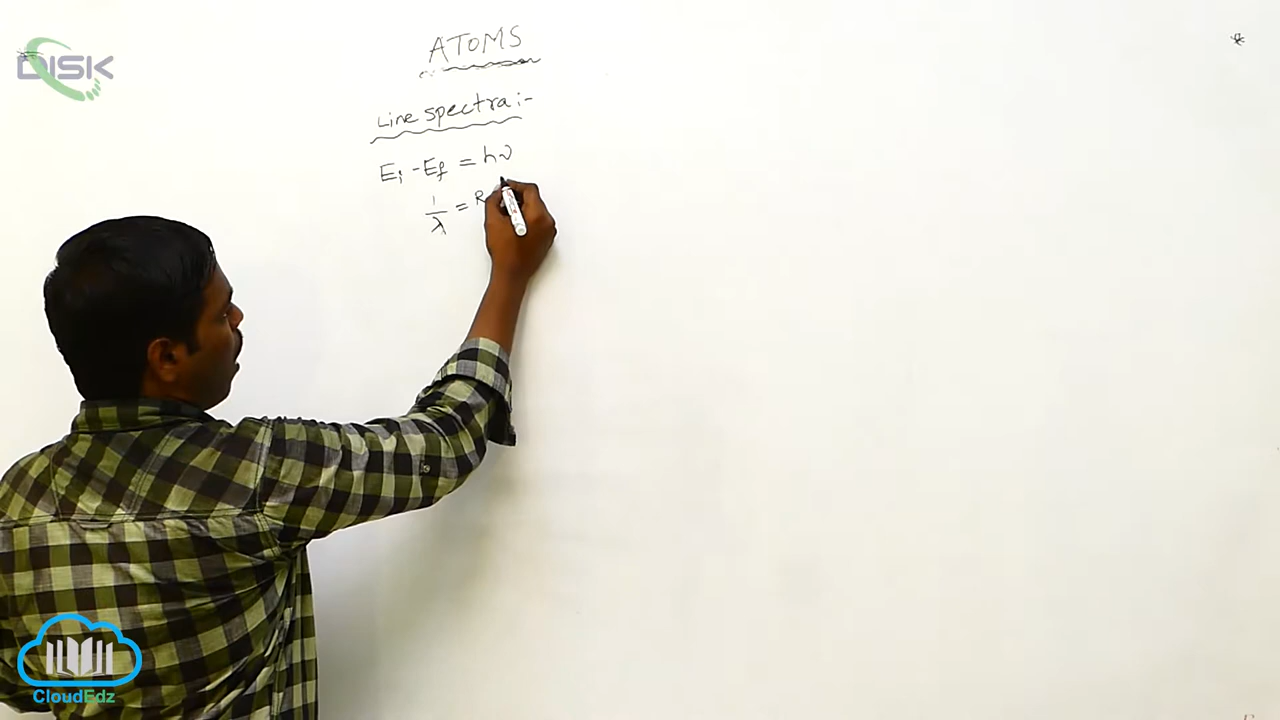 DISK
ATOMS
Line spectra :-
Ei - Ef = hν
1/λ = R
CloudEdz